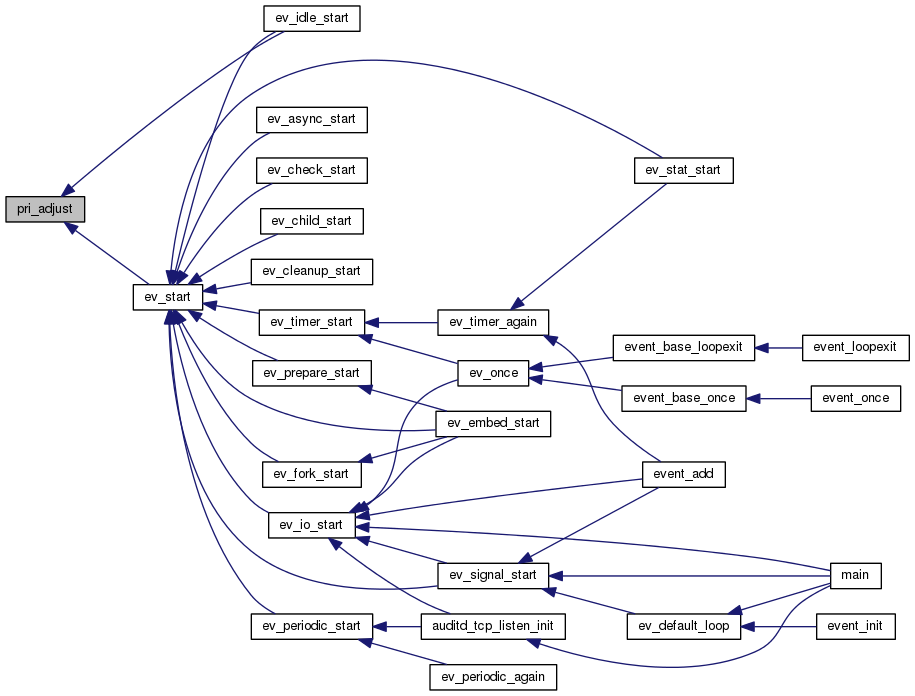 ev_idle_start
ev_async_start
ev_check_start
ev_stat_start
pri_adjust
ev_child_start
ev_cleanup_start
ev_start
ev_timer_start
ev_timer_again
event_base_loopexit
event_loopexit
ev_prepare_start
ev_once
event_base_once
event_once
ev_embed_start
ev_fork_start
event_add
ev_io_start
ev_signal_start
main
ev_periodic_start
auditd_tcp_listen_init
ev_default_loop
event_init
ev_periodic_again